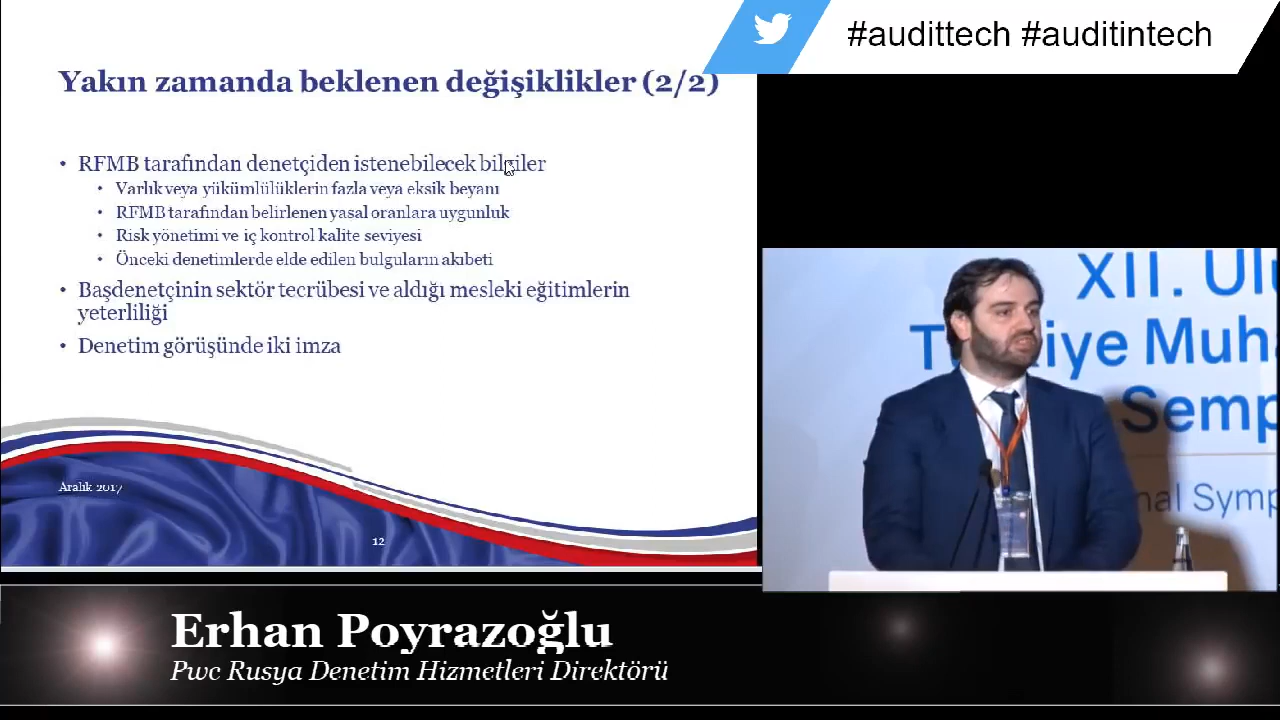 #audittech #auditintech
Yakın zamanda beklenen değişiklikler (2/2)
• RFMB tarafından denetçiden istenebilecek bilgiler
• Varlık veya yükümlülüklerin fazla veya eksik beyanı
• RFMB tarafından belirlenen yasal oranlara uygunluk
• Risk yönetimi ve iç kontrol kalite seviyesi
• Önceki denetimlerde elde edilen bulguların akıbeti
• Başdenetçinin sektör tecrübesi ve aldığı mesleki eğitimlerin
yeterliliği
• Denetim görüşünde iki imza
Aralık 2017
12
XII. Ulu
Muha
Semp
nal Symp
Erhan Poyrazoğlu
Pwc Rusya Denetim Hizmetleri Direktörü